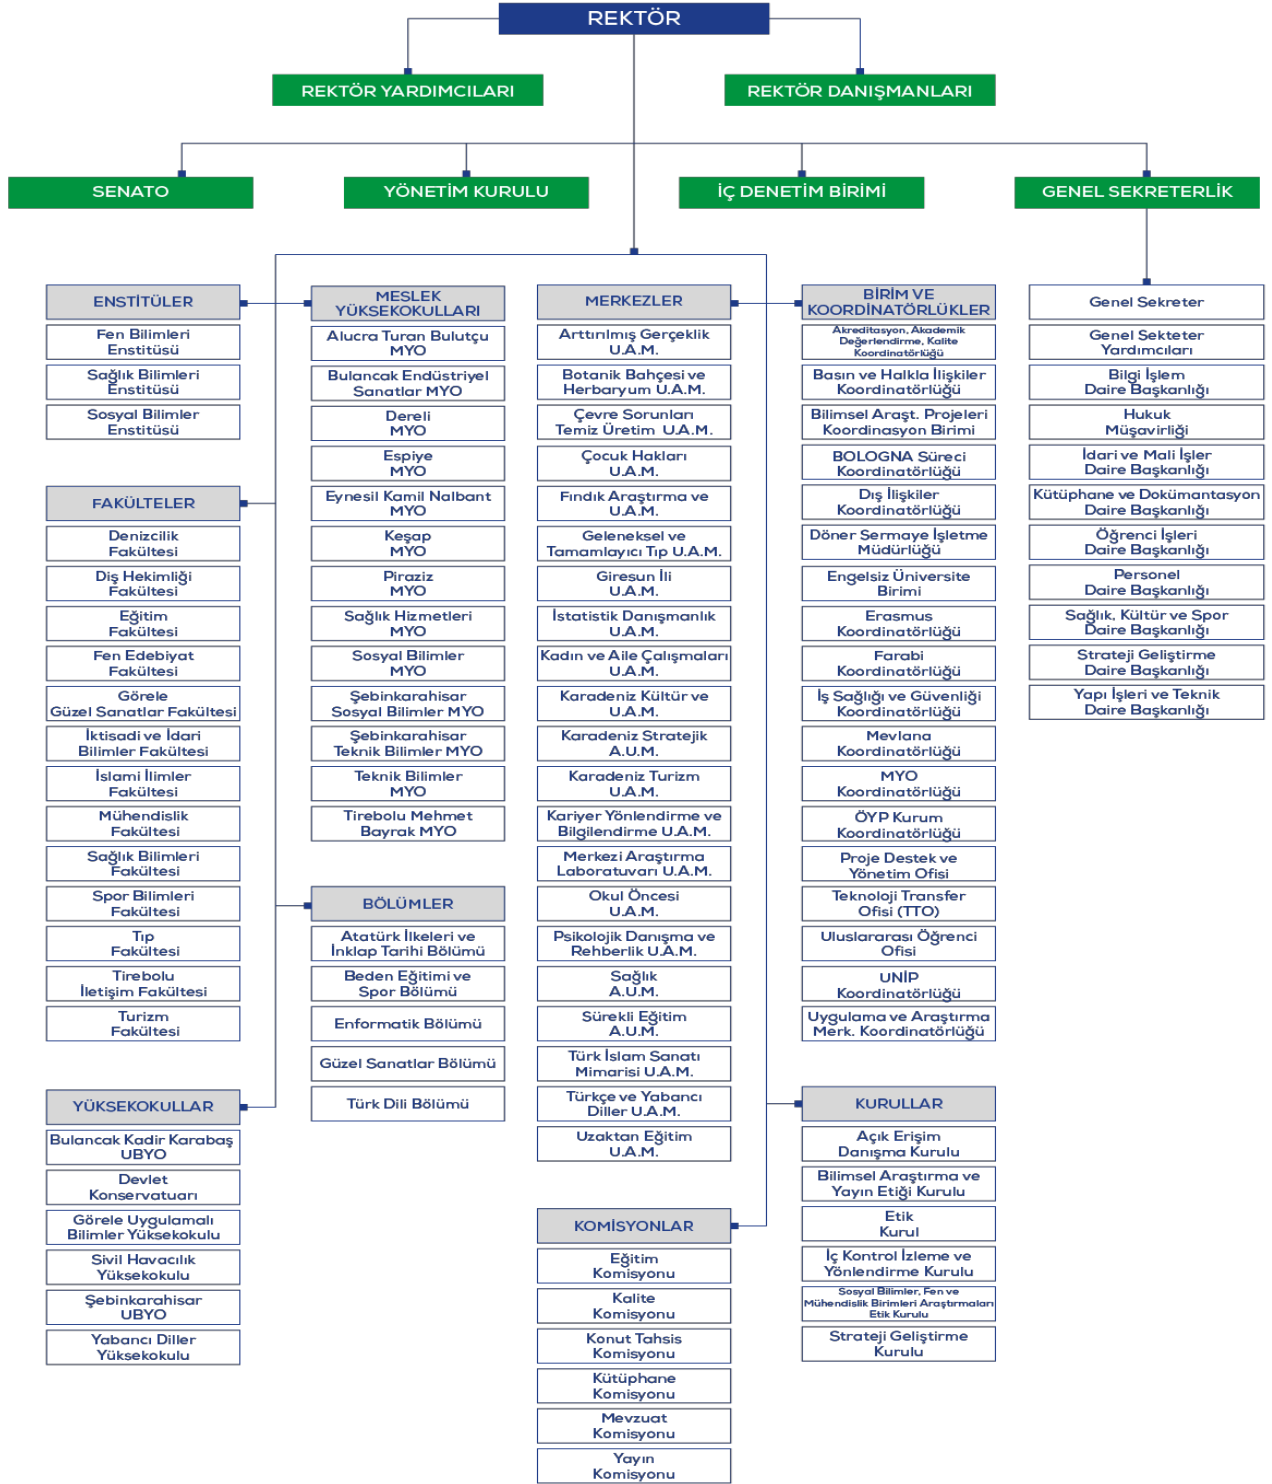 REKTÖR
REKTÖR YARDIMCILARI
REKTÖR DANIŞMANLARI
SENATO
YÖNETİM KURULU
İÇ DENETİM BİRİMİ
GENEL SEKRETERLİK
ENSTİTÜLER
Fen Bilimleri
Enstitüsü
Sağlık Bilimleri
Enstitüsü
Sosyal Bilimler
Enstitüsü
FAKÜLTELER
Denizcilik
Fakültesi
Diş Hekimliği
Fakültesi
Eğitim
Fakültesi
Fen Edebiyat
Fakültesi
Görele
Güzel Sanatlar Fakültesi
İktisadi ve İdari
Bilimler Fakültesi
İslami İlimler
Fakültesi
Mühendislik
Fakültesi
Sağlık Bilimleri
Fakültesi
Spor Bilimleri
Fakültesi
Tıp
Fakültesi
Tirebolu
İletişim Fakültesi
Turizm
Fakültesi
YÜKSEKOKULLAR
Bulancak Kadir Karabaş
UBYO
Devlet
Konservatuarı
Görele Uygulamalı
Bilimler Yüksekokulu
Sivil Havacılık
Yüksekokulu
Şebinkarahisar
UBYO
Yabancı Diller
Yüksekokulu
MESLEK
YÜKSEKOKULLARI
Alucra Turan Bulutçu
MYO
Bulancak Endüstriyel
Sanatlar MYO
Dereli
MYO
Espiye
MYO
Eynesil Kamil Nalbant
MYO
Keşap
MYO
Piraziz
MYO
Sağlık Hizmetleri
MYO
Sosyal Bilimler
MYO
Şebinkarahisar
Sosyal Bilimler MYO
Şebinkarahisar
Teknik Bilimler MYO
Teknik Bilimler
MYO
Tirebolu Mehmet
Bayrak MYO
BÖLÜMLER
Atatürk İlkeleri ve
İnklap Tarihi Bölümü
Beden Eğitimi ve
Spor Bölümü
Enformatik Bölümü
Güzel Sanatlar Bölümü
Türk Dili Bölümü
MERKEZLER
Arttırılmış Gerçeklik
U.A.M.
Botanik Bahçesi ve
Herbaryum U.A.M.
Çevre Sorunları
Temiz Üretim U.A.M.
Çocuk Hakları
U.A.M.
Fındık Araştırma ve
U.A.M.
Geleneksel ve
Tamamlayıcı Tıp U.A.M.
Giresun İli
U.A.M.
İstatistik Danışmanlık
U.A.M.
Kadın ve Aile Çalışmaları
U.A.M.
Karadeniz Kültür ve
U.A.M.
Karadeniz Stratejik
A.U.M.
Karadeniz Turizm
U.A.M.
Kariyer Yönlendirme ve
Bilgilendirme U.A.M.
Merkezi Araştırma
Laboratuvarı U.A.M.
Okul Öncesi
U.A.M.
Psikolojik Danışma ve
Rehberlik U.A.M.
Sağlık
A.U.M.
Sürekli Eğitim
A.U.M.
Türk İslam Sanatı
Mimarisi U.A.M.
Türkçe ve Yabancı
Diller U.A.M.
Uzaktan Eğitim
U.A.M.
KOMİSYONLAR
Eğitim
Komisyonu
Kalite
Komisyonu
Konut Tahsis
Komisyonu
Kütüphane
Komisyonu
Mevzuat
Komisyonu
Yayın
Komisyonu
BİRİM VE
KOORDİNATÖRLÜKLER
Akreditasyon, Akademik
Değerlendirme, Kalite
Koordinatörlüğü
Basın ve Halkla İlişkiler
Koordinatörlüğü
Bilimsel Araşt. Projeleri
Koordinasyon Birimi
BOLOGNA Süreci
Koordinatörlüğü
Dış İlişkiler
Koordinatörlüğü
Döner Sermaye İşletme
Müdürlüğü
Engelsiz Üniversite
Birimi
Erasmus
Koordinatörlüğü
Farabi
Koordinatörlüğü
İş Sağlığı ve Güvenliği
Koordinatörlüğü
Mevlana
Koordinatörlüğü
MYO
Koordinatörlüğü
ÖYP Kurum
Koordinatörlüğü
Proje Destek ve
Yönetim Ofisi
Teknoloji Transfer
Ofisi (TTO)
Uluslararası Öğrenci
Ofisi
UNİP
Koordinatörlüğü
Uygulama ve Araştırma
Merk. Koordinatörlüğü
KURULLAR
Açık Erişim
Danışma Kurulu
Bilimsel Araştırma ve
Yayın Etiği Kurulu
Etik
Kurul
İç Kontrol İzleme ve
Yönlendirme Kurulu
Sosyal Bilimler, Fen ve
Mühendislik Birimleri Araştırmaları
Etik Kurulu
Strateji Geliştirme
Kurulu
Genel Sekreter
Genel Sekteter
Yardımcıları
Bilgi İşlem
Daire Başkanlığı
Hukuk
Müşavirliği
İdari ve Mali İşler
Daire Başkanlığı
Kütüphane ve Dokümantasyon
Daire Başkanlığı
Öğrenci İşleri
Daire Başkanlığı
Personel
Daire Başkanlığı
Sağlık, Kültür ve Spor
Daire Başkanlığı
Strateji Geliştirme
Daire Başkanlığı
Yapı İşleri ve Teknik
Daire Başkanlığı